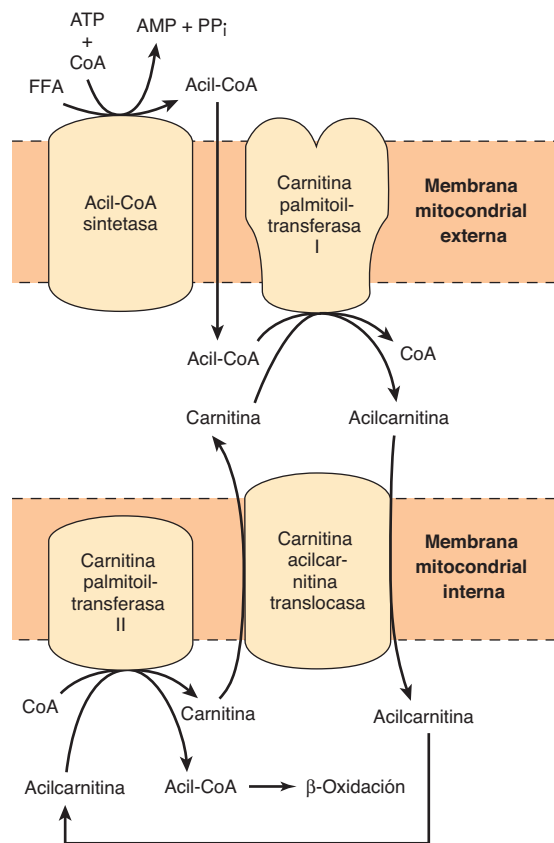 ATP
+
CoA
AMP + PPi
FFA
Acil-CoA
Acil-CoA
sintetasa
Carnitina
palmitoil-
transferasa
I
Membrana
mitocondrial
externa
Acil-CoA
CoA
Carnitina
Acilcarnitina
Carnitina
palmitoil-
transferasa
II
Carnitina
acilcar-
nitina
translocasa
Membrana
mitocondrial
interna
CoA
Carnitina
Acilcarnitina
Acilcarnitina
Acil-CoA
β-Oxidación